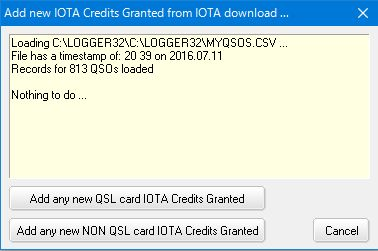 Add new IOTA Credits Granted from IOTA download ...
Loading C:\LOGGER32\C:\LOGGER32\MYQSOS.CSV ...
File has a timestamp of: 20 39 on 2016.07.11
Records for 813 QSOs loaded
Nothing to do ...
Add any new QSL card IOTA Credits Granted
Add any new NON QSL card IOTA Credits Granted
Cancel